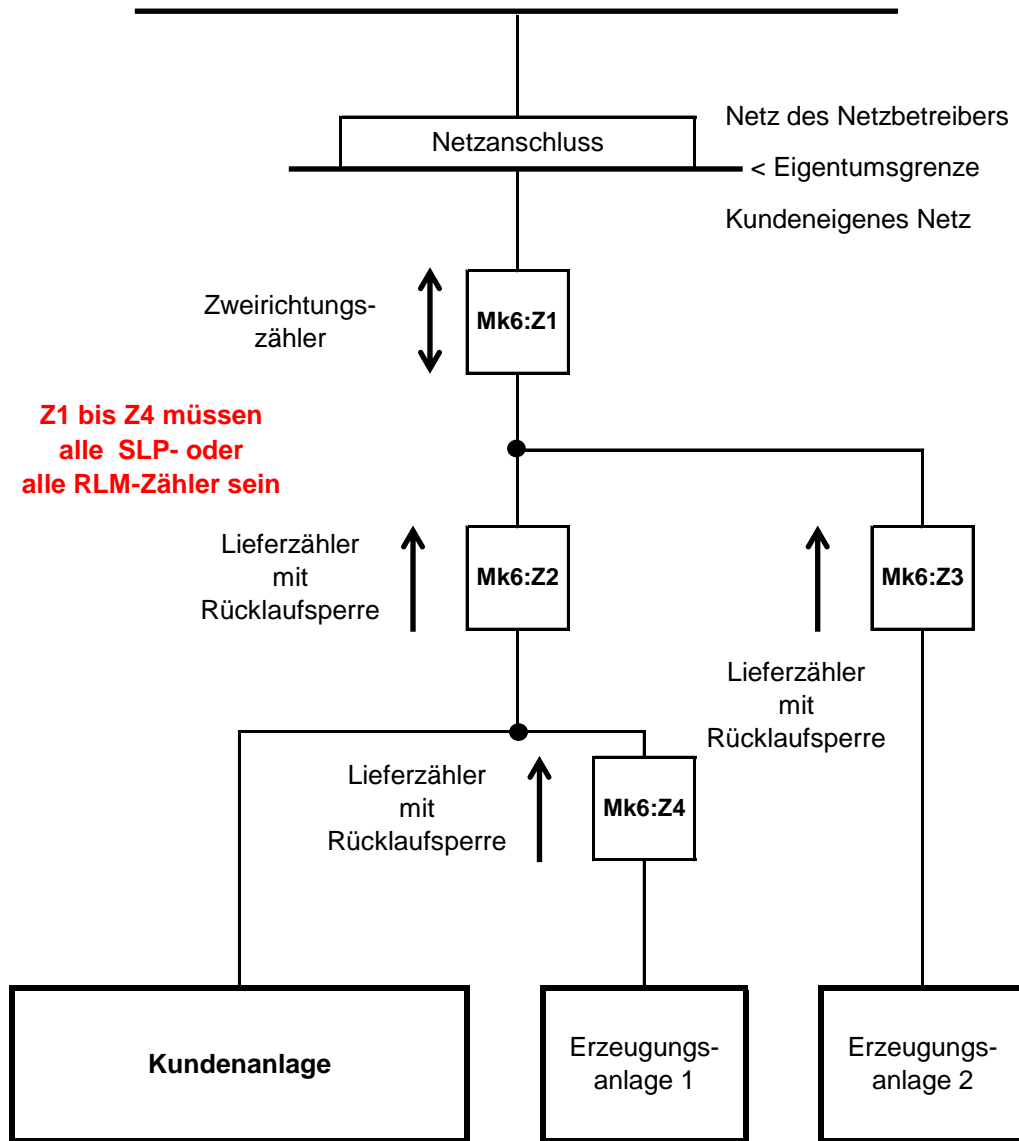 Netz des Netzbetreibers
Netzanschluss
< Eigentumsgrenze
Kundeneigenes Netz
Zweirichtungs-
zähler
Mk6:Z1
Z1 bis Z4 müssen
alle SLP- oder
alle RLM-Zähler sein
Lieferzähler
mit
Rücklaufsperre
Mk6:Z2
Mk6:Z3
Lieferzähler
mit
Rücklaufsperre
Lieferzähler
mit
Rücklaufsperre
Mk6:Z4
Kundenanlage
Erzeugungs-
anlage 1
Erzeugungs-
anlage 2